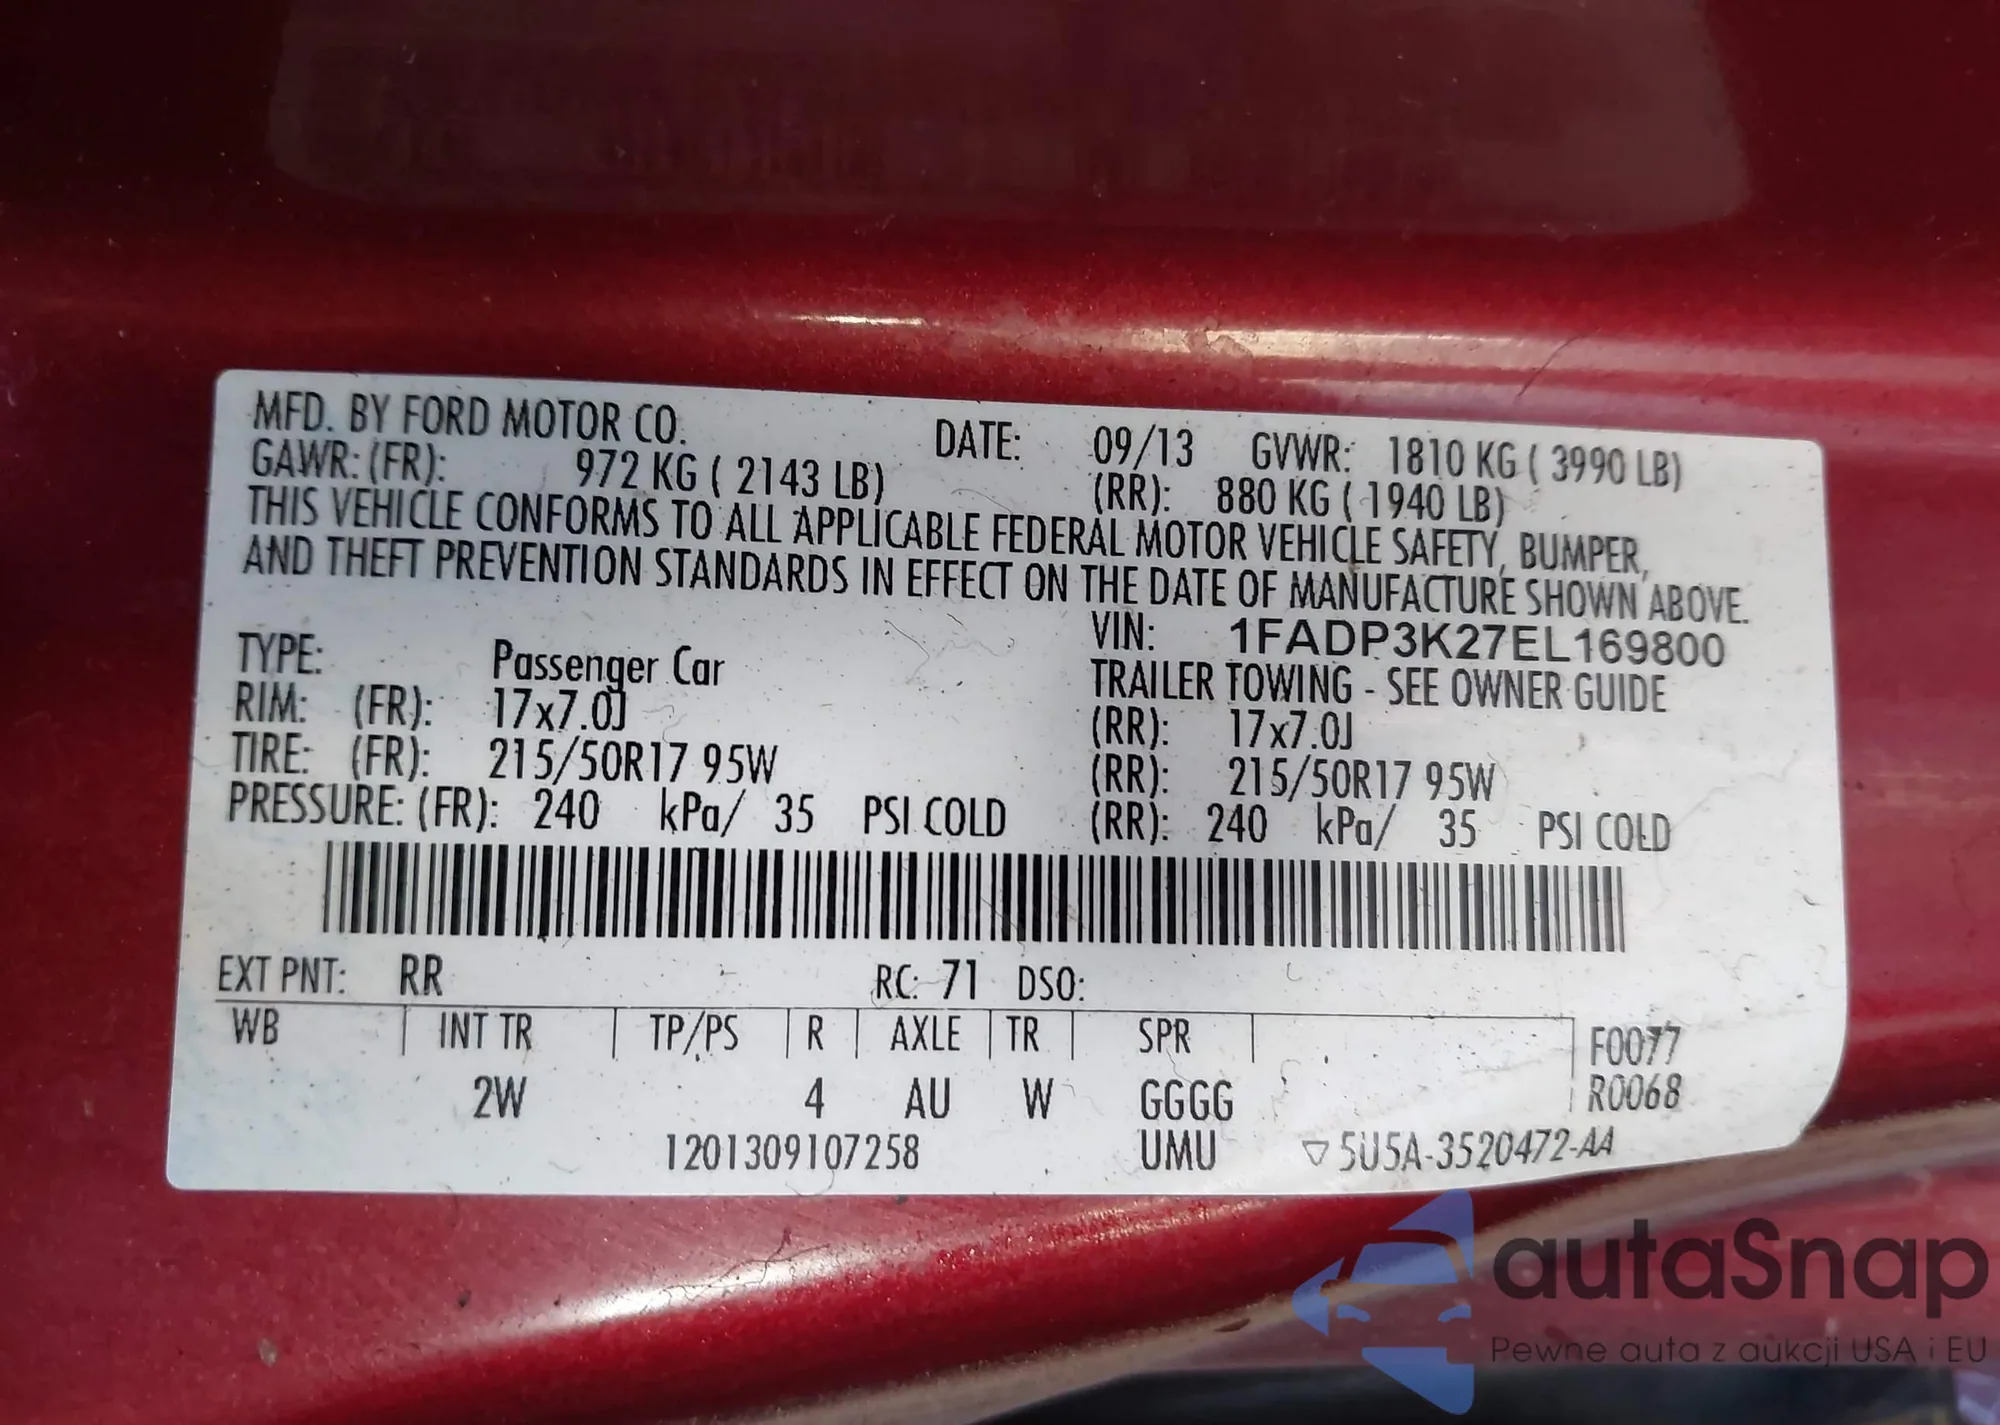 MFD. BY FORD MOTOR CO. DATE: 09/13 GVWR: 1810 KG ( 3990 LB)
GAWR: (FR): 972 KG ( 2143 LB) (RR): 880 KG ( 1940 LB)
THIS VEHICLE CONFORMS TO ALL APPLICABLE FEDERAL MOTOR VEHICLE SAFETY, BUMPER,
AND THEFT PREVENTION STANDARDS IN EFFECT ON THE DATE OF MANUFACTURE SHOWN ABOVE.
VIN: 1FADP3K27EL169800
TYPE: Passenger Car TRAILER TOWING - SEE OWNER GUIDE
RIM: (FR): 17x7.0J (RR): 17x7.0J
TIRE: (FR): 215/50R17 95W (RR): 215/50R17 95W
PRESSURE: (FR): 240 kPa/ 35 PSI COLD (RR): 240 kPa/ 35 PSI COLD
EXT PNT: RR RC: 71 DSO:
WB INT TR TP/PS R AXLE TR SPR F0077
2W 4 AU W GGGG R0068
1201309107258 UMU ▽5U5A-3520472-AA
autaSnap
Pewne auta z aukcji USA i EU